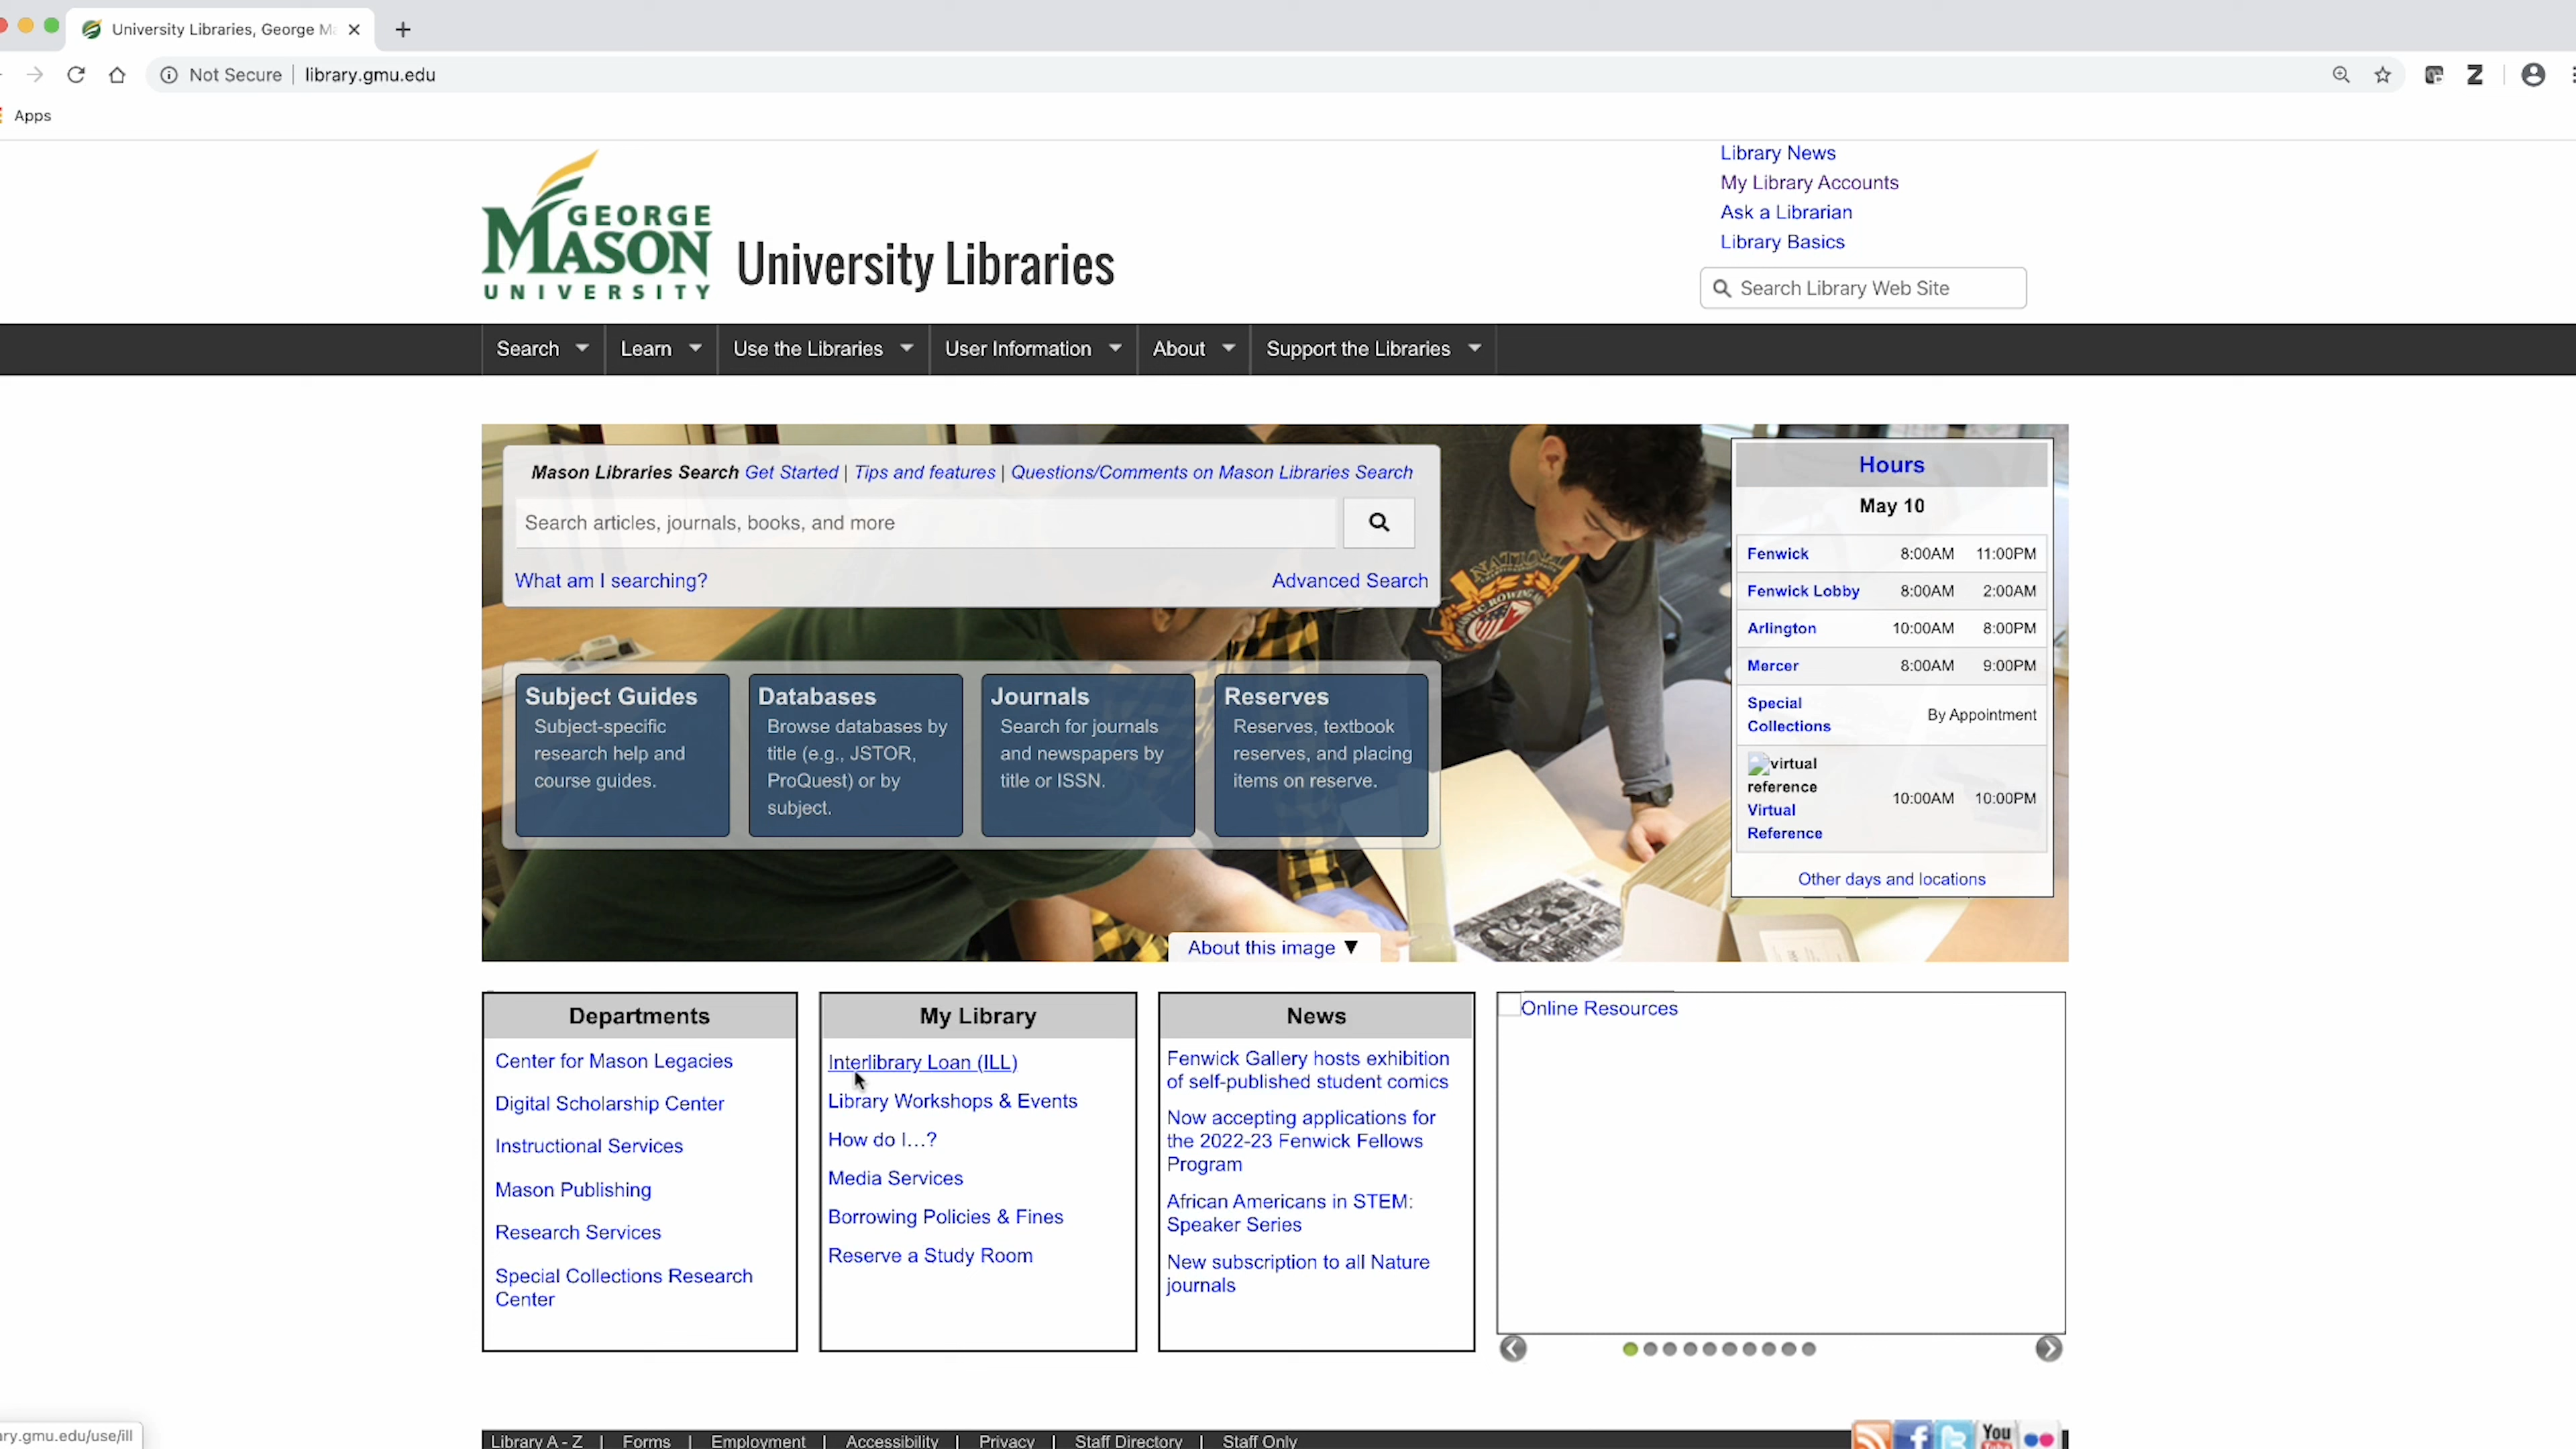 University Libraries, George Ma
Not Secure | library.gmu.edu
Z
Apps
Library News
My Library Accounts
Ask a Librarian
Library Basics
GEORGE
MASON
UNIVERSITY
University Libraries
Search Library Web Site
Search
Learn
Use the Libraries
User Information
About
Support the Libraries
Mason Libraries Search Get Started | Tips and features | Questions/Comments on Mason Libraries Search
Search articles, journals, books, and more
What am I searching?
Advanced Search
Subject Guides
Subject-specific
research help and
course guides.
Databases
Browse databases by
title (e.g., JSTOR,
ProQuest) or by
subject.
Journals
Search for journals
and newspapers by
title or ISSN.
Reserves
Reserves, textbook
reserves, and placing
items on reserve.
NATIONAL
Hours
May 10
Fenwick 8:00AM 11:00PM
Fenwick Lobby 8:00AM 2:00AM
Arlington 10:00AM 8:00PM
Mercer 8:00AM 9:00PM
Special
Collections
By Appointment
virtual
reference
Virtual
Reference
10:00AM 10:00PM
Other days and locations
About this image ▼
Departments
Center for Mason Legacies
Digital Scholarship Center
Instructional Services
Mason Publishing
Research Services
Special Collections Research
Center
My Library
Interlibrary Loan (ILL)
Library Workshops & Events
How do I...?
Media Services
Borrowing Policies & Fines
Reserve a Study Room
News
Fenwick Gallery hosts exhibition
of self-published student comics
Now accepting applications for
the 2022-23 Fenwick Fellows
Program
African Americans in STEM:
Speaker Series
New subscription to all Nature
journals
Online Resources
ary.gmu.edu/use/ill
Library A - Z | Forms | Employment | Accessibility | Privacy | Staff Directory | Staff Only
You